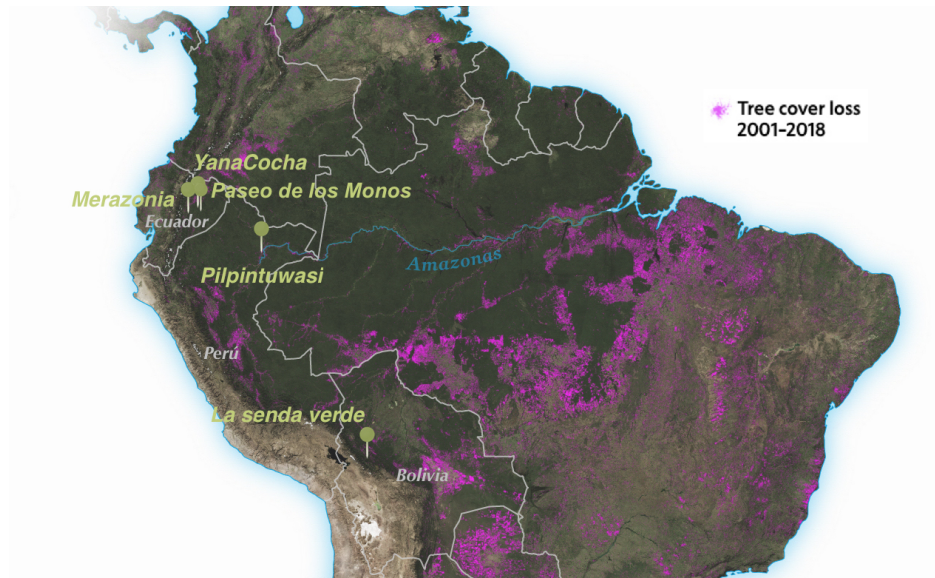 Tree cover loss
2001–2018
YanaCocha
Merazonia
Paseo de los Monos
Ecuador
Pilpintuwasi
Amazonas
Perú
La senda verde
Bolivia